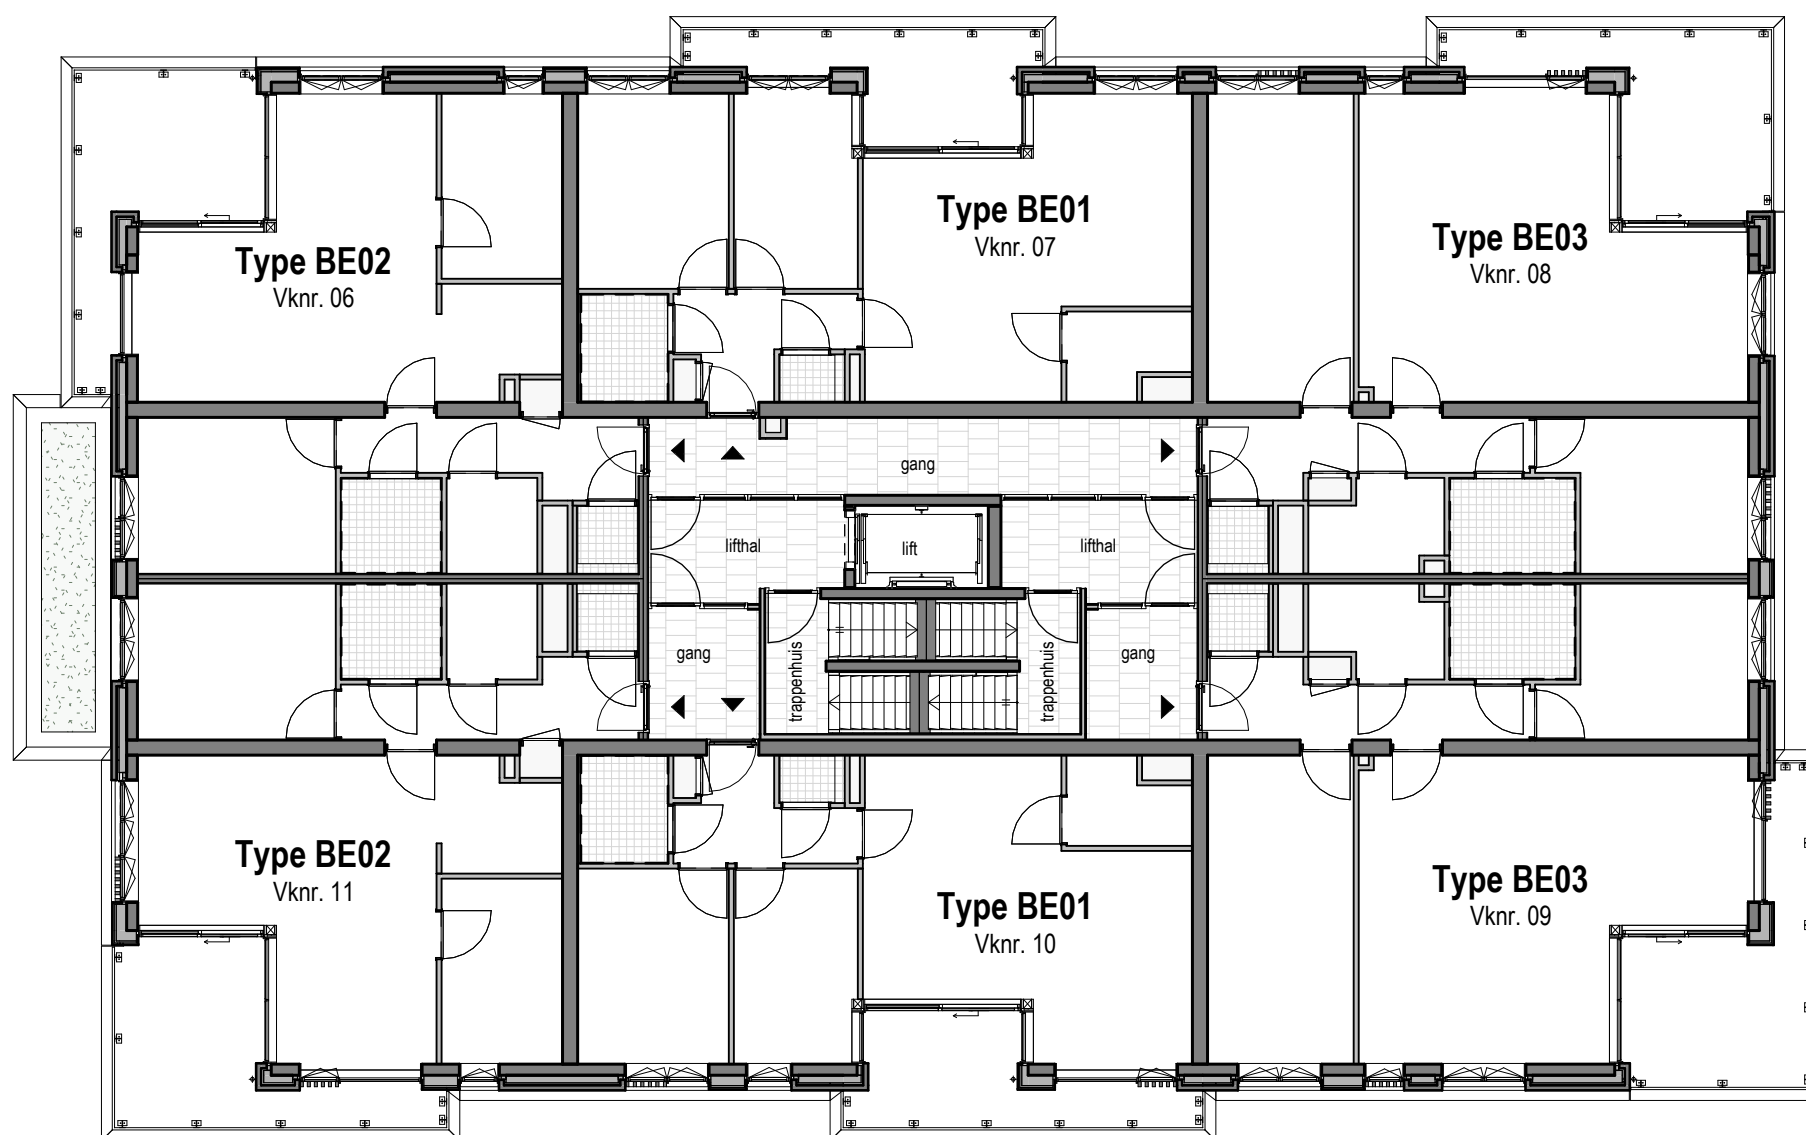 Type BE02
Vknr. 06
Type BE01
Vknr. 07
Type BE03
Vknr. 08
gang
lifthal
lift
lifthal
gang
trappenhuis
trappenhuis
gang
Type BE02
Vknr. 11
Type BE01
Vknr. 10
Type BE03
Vknr. 09